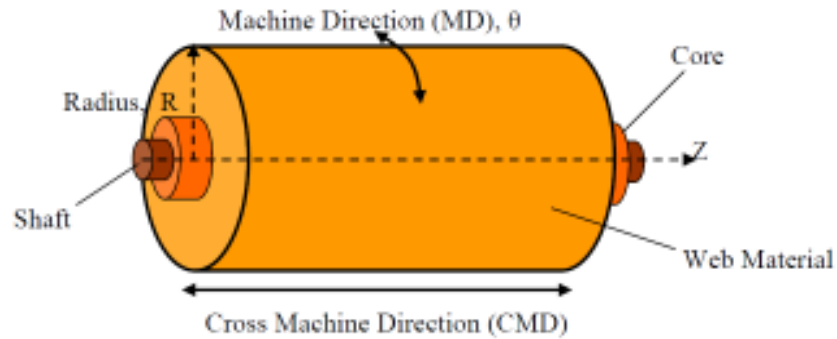 Machine Direction (MD), θ
Core
Radius, R
Z
Shaft
Web Material
Cross Machine Direction (CMD)